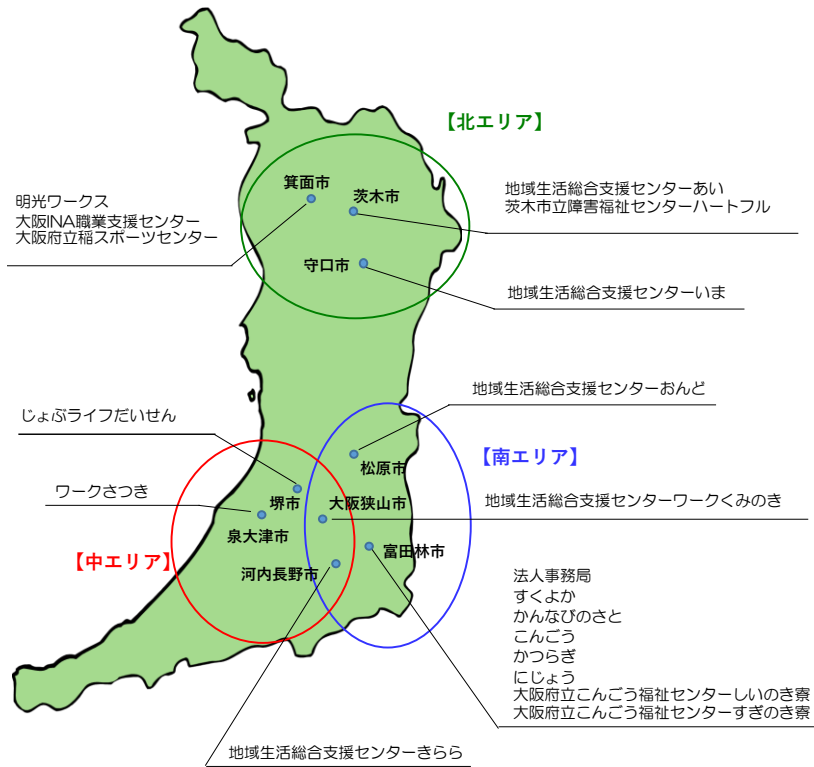 【北エリア】
箕面市
茨木市
守口市
明光ワークス
大阪INA職業支援センター
大阪府立稲スポーツセンター
地域生活総合支援センターあい
茨木市立障害福祉センターハートフル
地域生活総合支援センターいま
地域生活総合支援センターおんど
じょぶライフだいせん
【南エリア】
松原市
ワークさつき
堺市
大阪狭山市
地域生活総合支援センターワークくみのき
泉大津市
【中エリア】
富田林市
河内長野市
法人事務局
すくよか
かんなびのさと
こんごう
かつらぎ
にじょう
大阪府立こんごう福祉センターしいのき寮
大阪府立こんごう福祉センターすぎのき寮
地域生活総合支援センターきらら